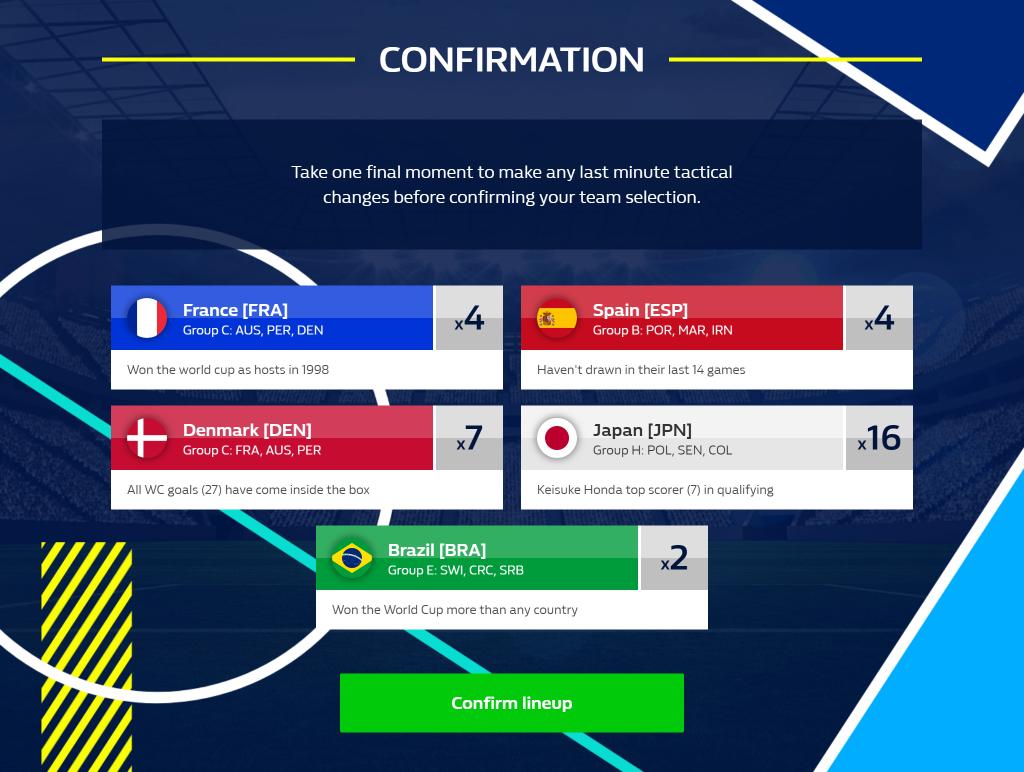 CONFIRMATION
Take one final moment to make any last minute tactical
changes before confirming your team selection.
France [FRA]
Group C: AUS, PER, DEN
x4
Won the world cup as hosts in 1998
Spain [ESP]
Group B: POR, MAR, IRN
x4
Haven't drawn in their last 14 games
Denmark [DEN]
Group C: FRA, AUS, PER
x7
All WC goals (27) have come inside the box
Japan [JPN]
Group H: POL, SEN, COL
x16
Keisuke Honda top scorer (7) in qualifying
Brazil [BRA]
Group E: SWI, CRC, SRB
x2
Won the World Cup more than any country
Confirm lineup